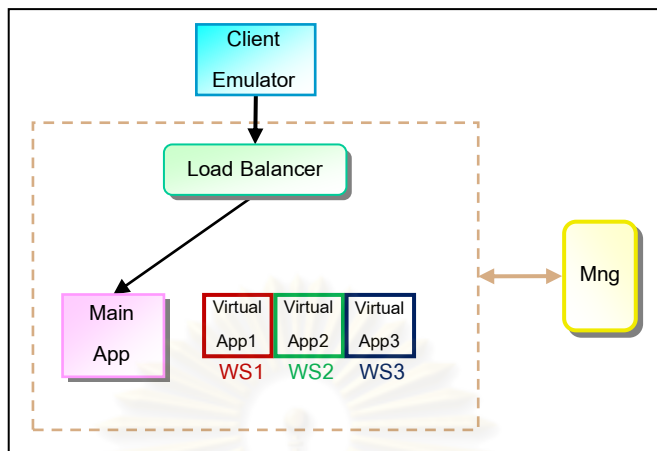 Client
Emulator
Load Balancer
Mng
Main
App
Virtual
App1
Virtual
App2
Virtual
App3
WS1
WS2
WS3